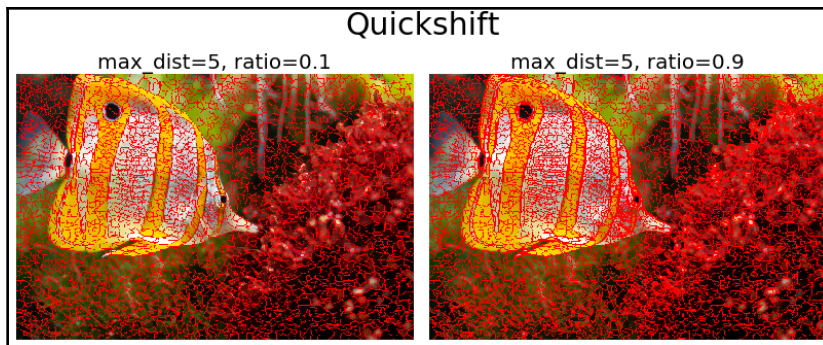 Quickshift
max_dist=5, ratio=0.1
max_dist=5, ratio=0.9